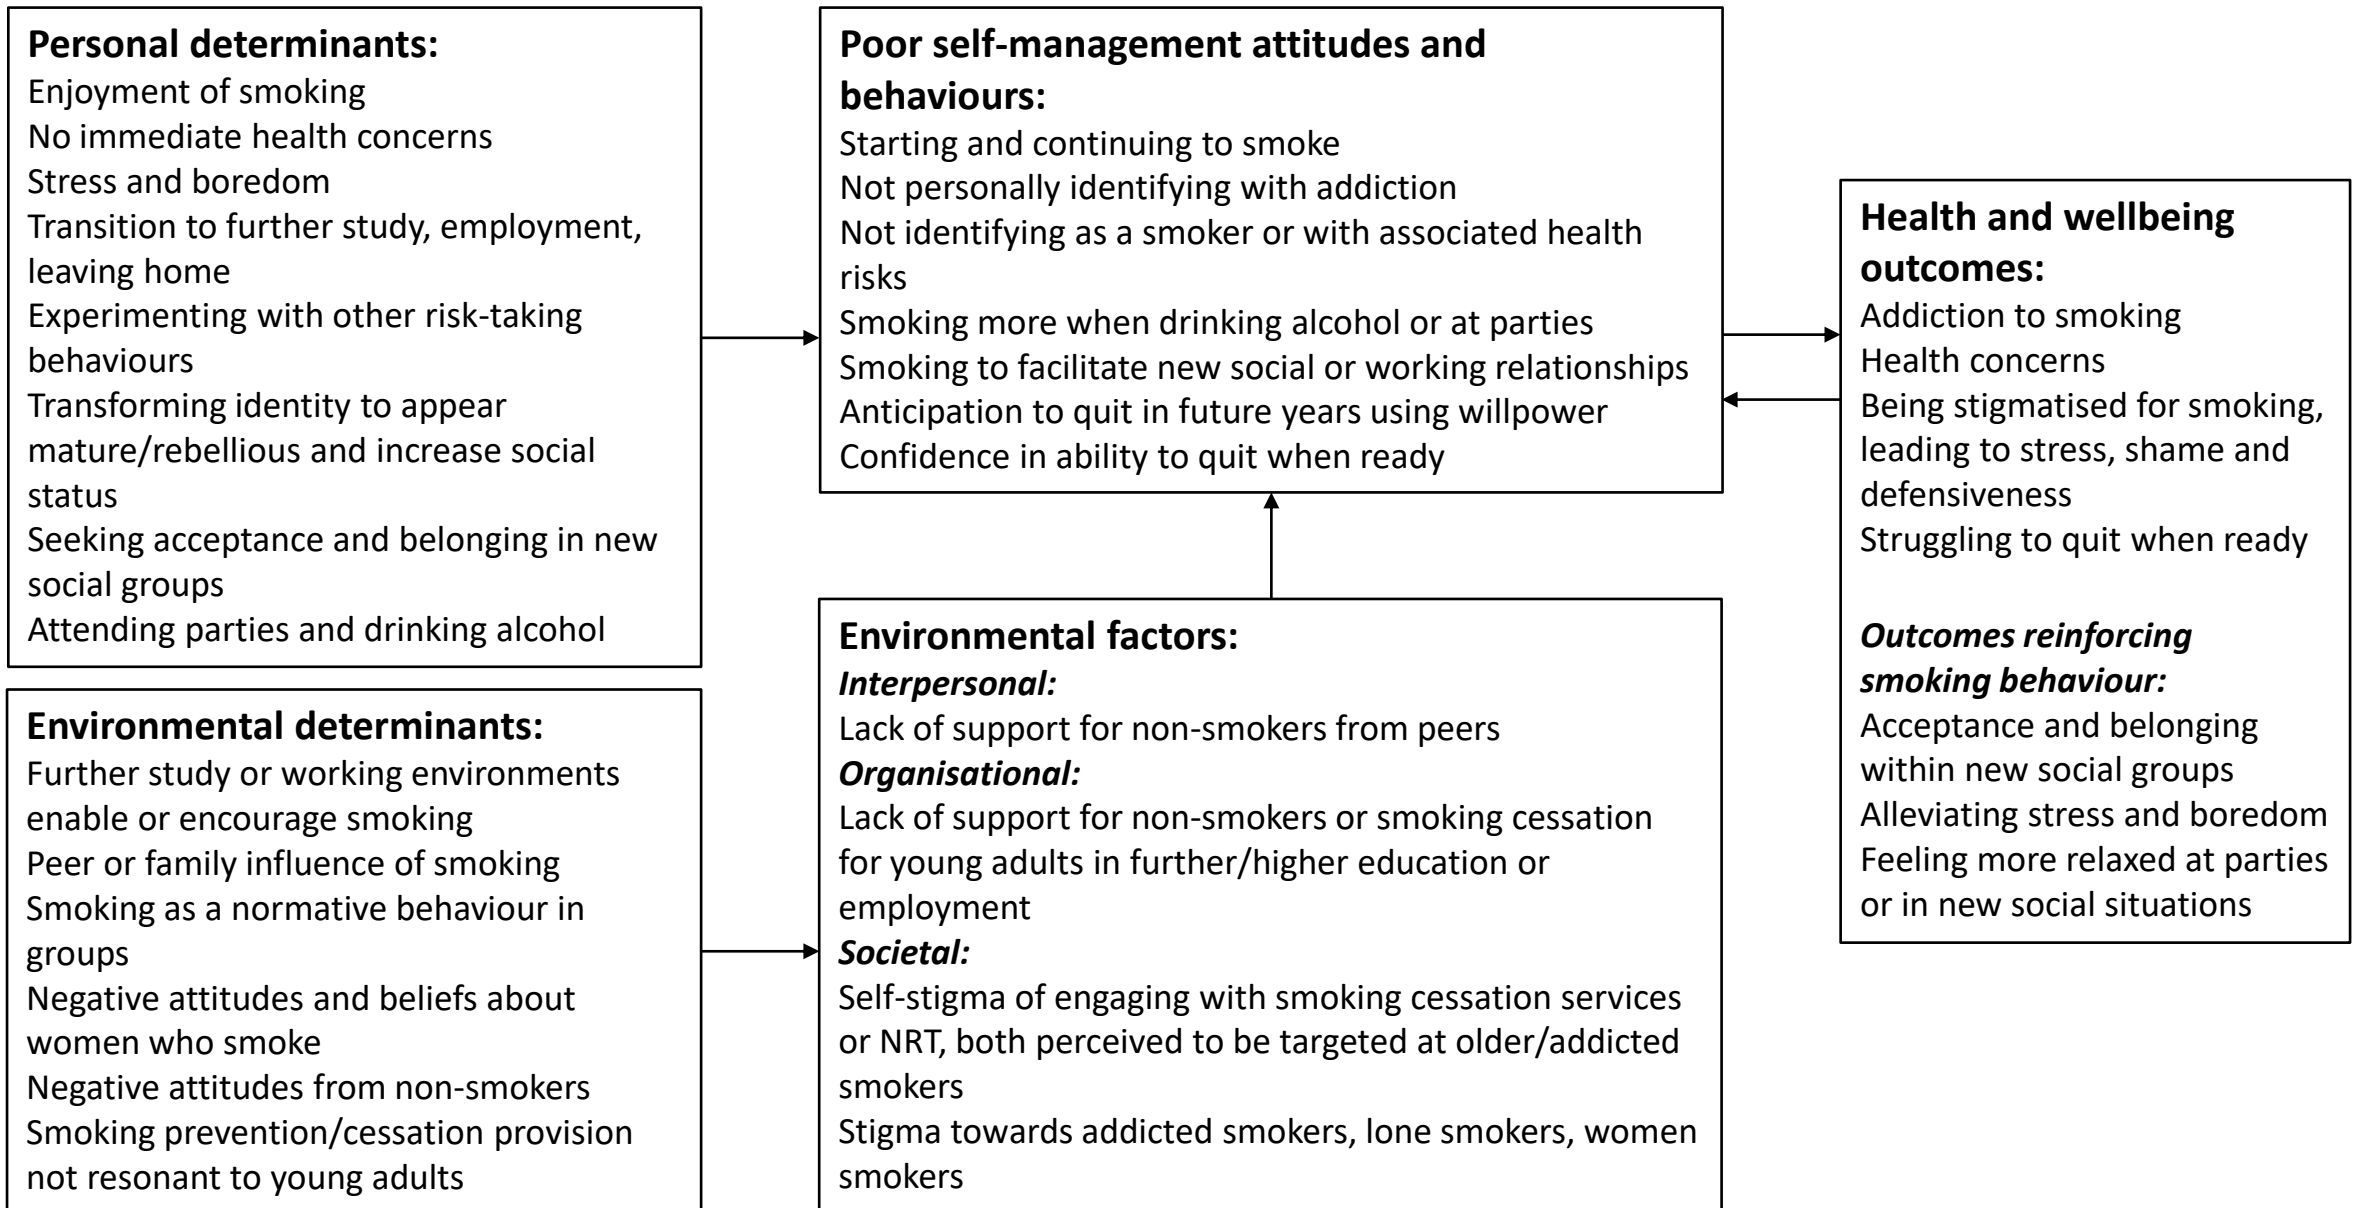 Personal determinants:
Enjoyment of smoking
No immediate health concerns
Stress and boredom
Transition to further study, employment,
leaving home
Experimenting with other risk-taking
behaviours
Transforming identity to appear
mature/rebellious and increase social
status
Seeking acceptance and belonging in new
social groups
Attending parties and drinking alcohol
Environmental determinants:
Further study or working environments
enable or encourage smoking
Peer or family influence of smoking
Smoking as a normative behaviour in
groups
Negative attitudes and beliefs about
women who smoke
Negative attitudes from non-smokers
Smoking prevention/cessation provision
not resonant to young adults
Poor self-management attitudes and
behaviours:
Starting and continuing to smoke
Not personally identifying with addiction
Not identifying as a smoker or with associated health
risks
Smoking more when drinking alcohol or at parties
Smoking to facilitate new social or working relationships
Anticipation to quit in future years using willpower
Confidence in ability to quit when ready
Environmental factors:
Interpersonal:
Lack of support for non-smokers from peers
Organisational:
Lack of support for non-smokers or smoking cessation
for young adults in further/higher education or
employment
Societal:
Self-stigma of engaging with smoking cessation services
or NRT, both perceived to be targeted at older/addicted
smokers
Stigma towards addicted smokers, lone smokers, women
smokers
Health and wellbeing
outcomes:
Addiction to smoking
Health concerns
Being stigmatised for smoking,
leading to stress, shame and
defensiveness
Struggling to quit when ready
Outcomes reinforcing
smoking behaviour:
Acceptance and belonging
within new social groups
Alleviating stress and boredom
Feeling more relaxed at parties
or in new social situations